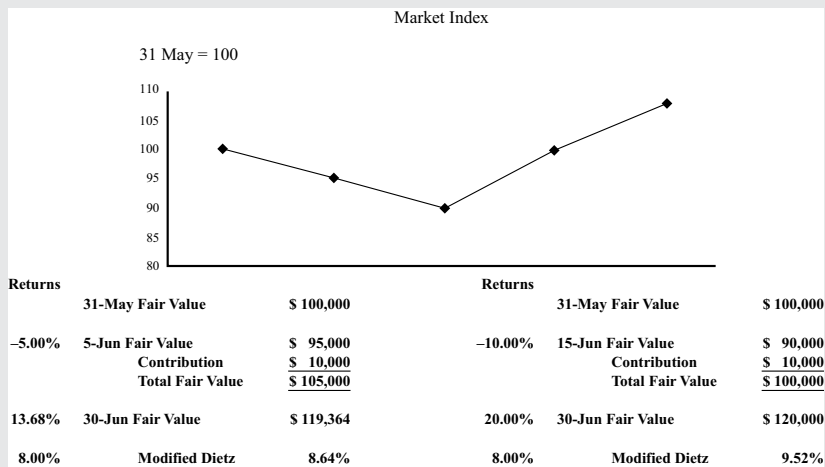 Market Index
31 May = 100
110
105
100
95
90
85
80
Returns Returns
31-May Fair Value $ 100,000 31-May Fair Value $ 100,000
–5.00% 5-Jun Fair Value $ 95,000 –10.00% 15-Jun Fair Value $ 90,000
Contribution $ 10,000 Contribution $ 10,000
Total Fair Value $ 105,000 Total Fair Value $ 100,000
13.68% 30-Jun Fair Value $ 119,364 20.00% 30-Jun Fair Value $ 120,000
8.00% Modified Dietz 8.64% 8.00% Modified Dietz 9.52%